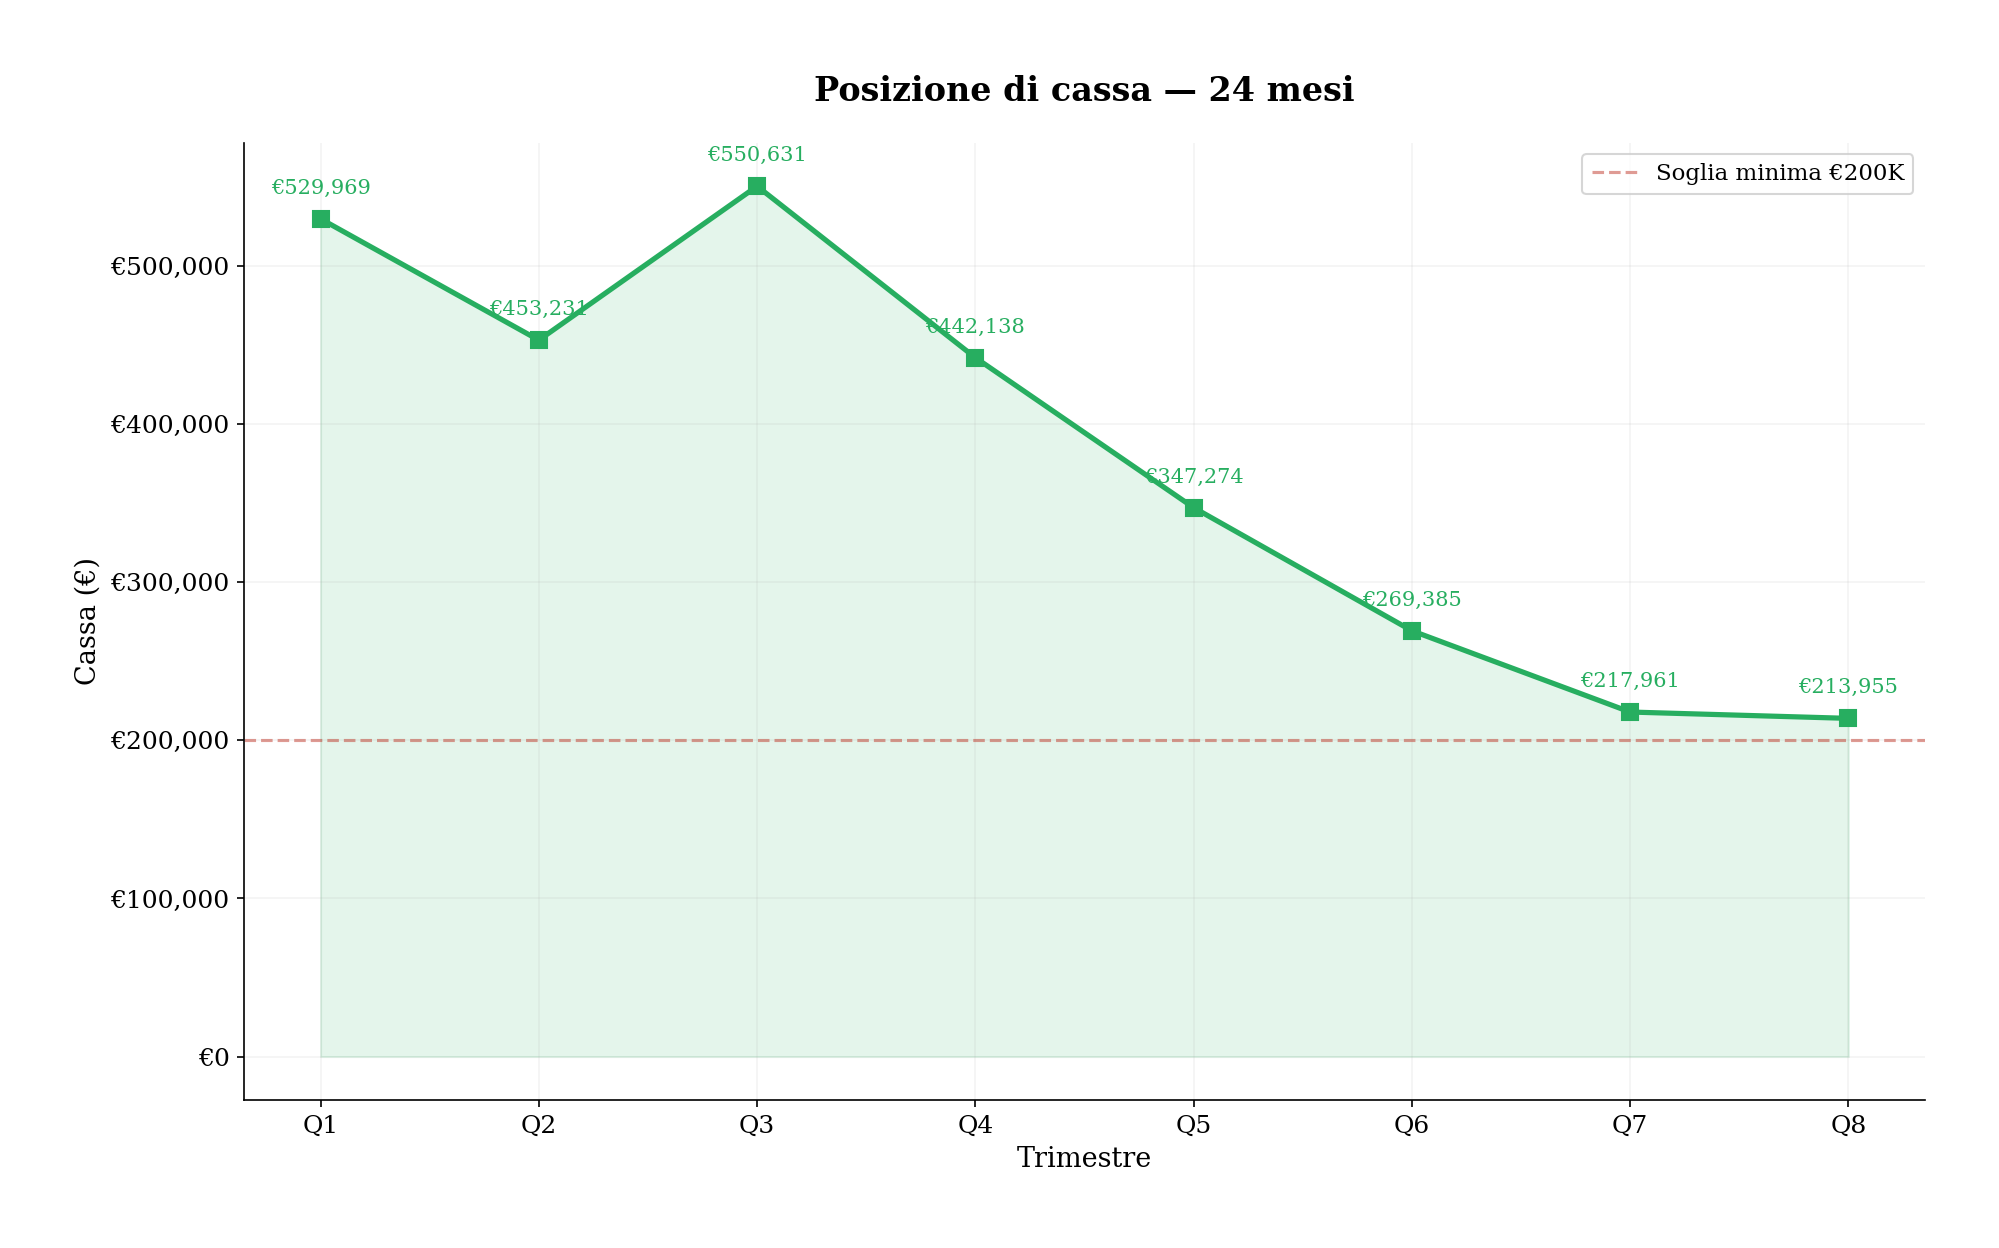 Posizione di cassa — 24 mesi
Soglia minima €200K
€529,969
€453,231
€550,631
€442,138
€347,274
€269,385
€217,961
€213,955
Cassa (€)
€500,000
€400,000
€300,000
€200,000
€100,000
€0
Q1 Q2 Q3 Q4 Q5 Q6 Q7 Q8
Trimestre